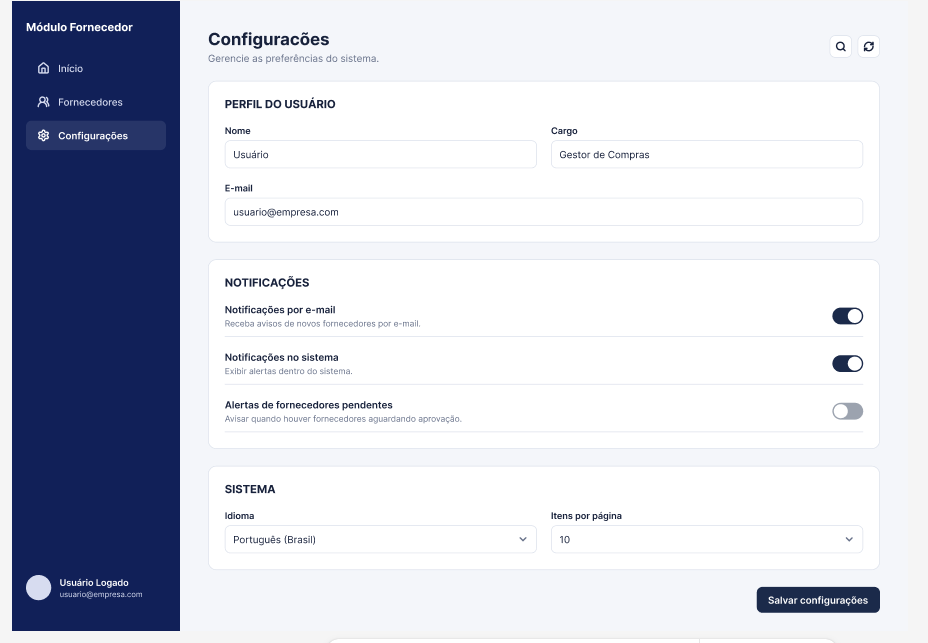 Módulo Fornecedor
Início
Fornecedores
Configurações
Usuário Logado
usuario@empresa.com
Configuracões
Gerencie as preferências do sistema.
PERFIL DO USUÁRIO
Nome
Cargo
Usuário
Gestor de Compras
E-mail
usuario@empresa.com
NOTIFICAÇÕES
Notificações por e-mail
Receba avisos de novos fornecedores por e-mail.
Notificações no sistema
Exibir alertas dentro do sistema.
Alertas de fornecedores pendentes
Avisar quando houver fornecedores aguardando aprovação.
SISTEMA
Idioma
Itens por página
Português (Brasil)
10
Salvar configurações